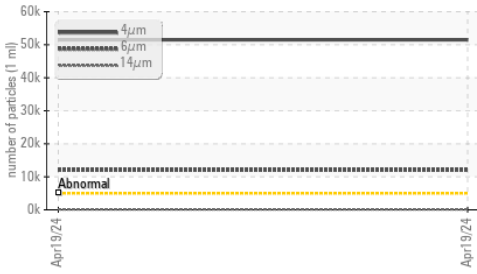 60k
50k
40k
30k
20k
10k
0k
number of particles (1 ml)
4µm
6µm
14µm
Abnormal
Apr19/24
Apr19/24